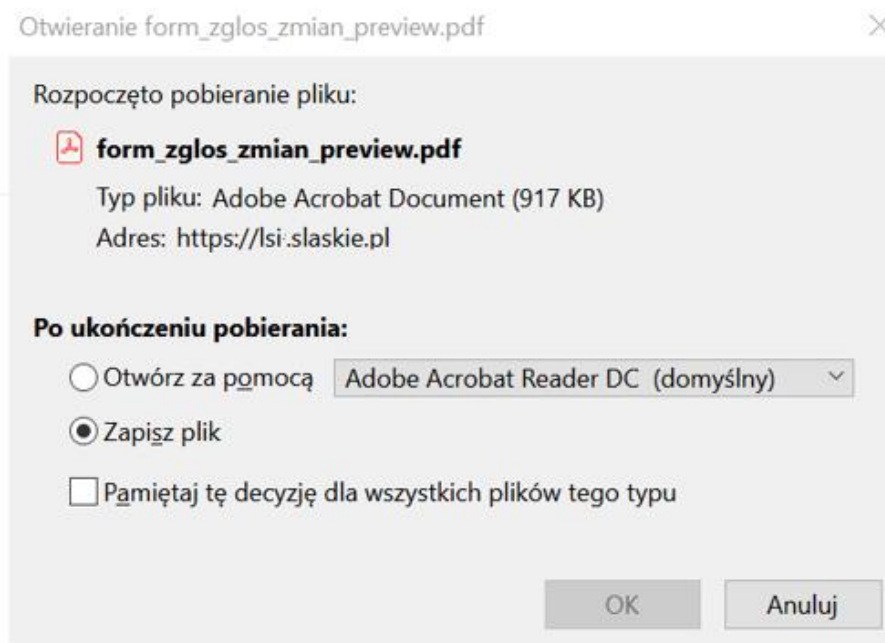 Otwieranie form_zglos_zmian_preview.pdf
Rozpoczęto pobieranie pliku:
form_zglos_zmian_preview.pdf
Typ pliku: Adobe Acrobat Document (917 KB)
Adres: https://lsi.slaskie.pl
Po ukończeniu pobierania:
Otwórz za pomocą Adobe Acrobat Reader DC (domyślny)
Zapisz plik
Pamiętaj tę decyzję dla wszystkich plików tego typu
OK Anuluj